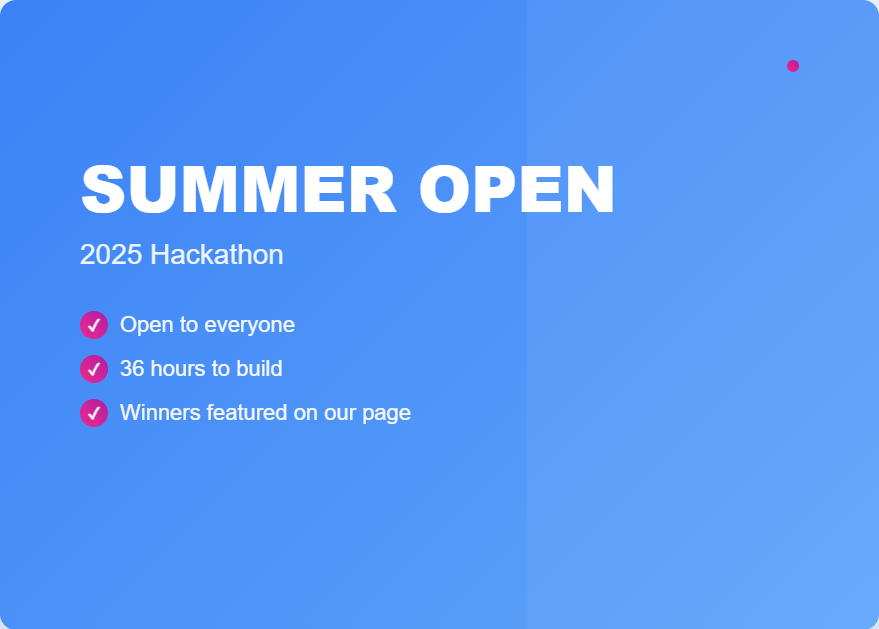 SUMMER OPEN
2025 Hackathon
Open to everyone
36 hours to build
Winners featured on our page